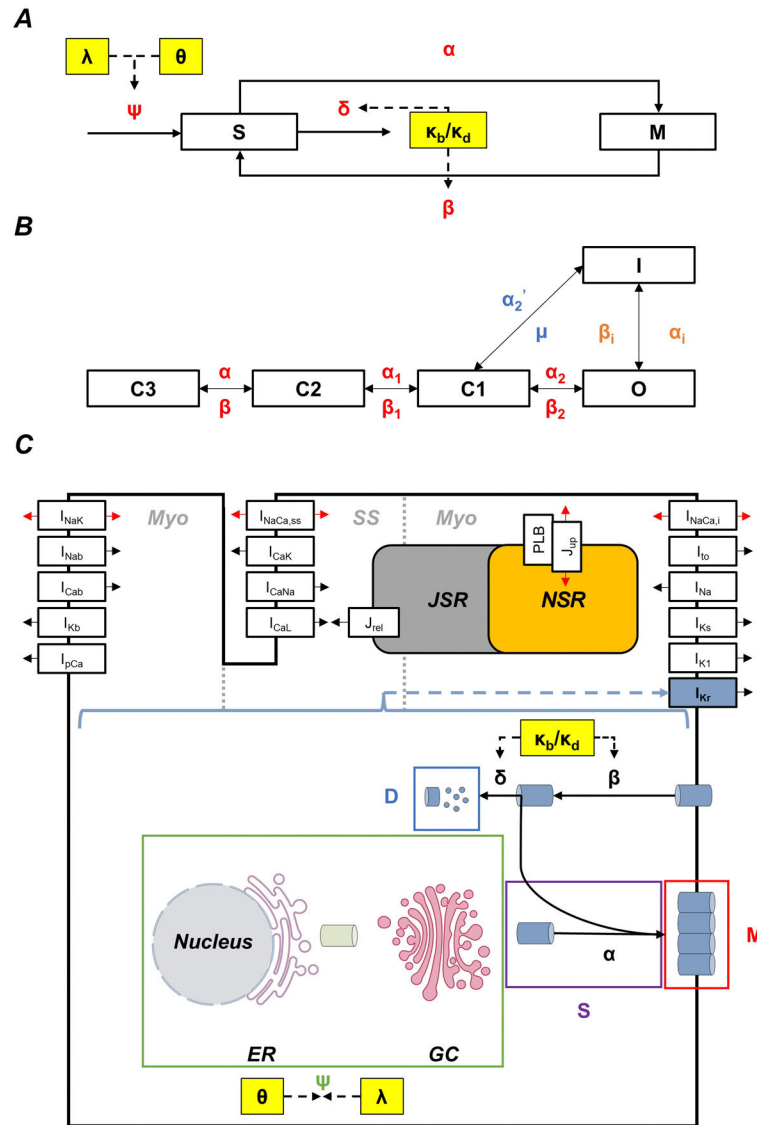 A
λ θ
α
ψ
S δ κb/κd M
β
B
I
α2'
μ βi αi
α α1 α2
C3 C2 C1 O
β β1 β2
C
INaK Myo INaCa,ss SS Myo INaCa,i
Nab ICaK PLB Jup Ito
ICab ICaNa JSR NSR INa
IKb ICaL Jrel IKs
IpCa IK1
IKr
κb/κd
D δ β
Nucleus
α M
S
ER GC
θ ψ λ